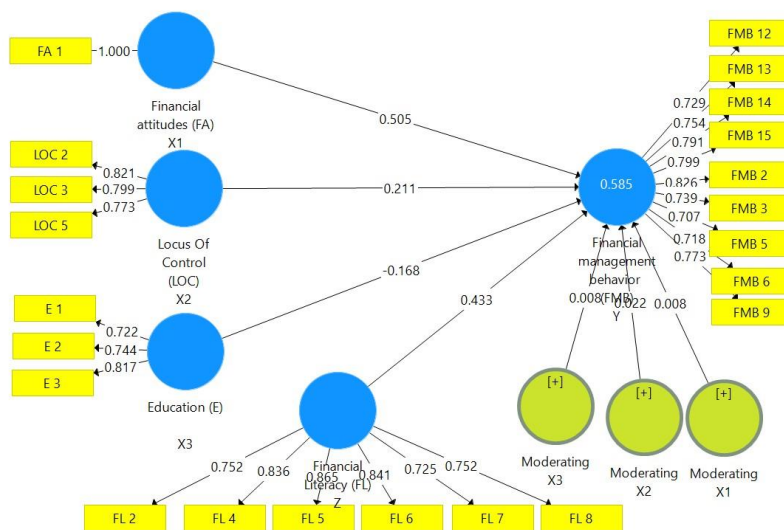 FA 1
1.000
Financial
attitudes (FA)
X1
0.505
LOC 2
LOC 3
LOC 5
0.821
0.799
0.773
Locus Of
Control
(LOC)
X2
0.211
E 1
E 2
E 3
0.722
0.744
0.817
Education (E)
X3
-0.168
0.433
Financial
Literacy (FL)
Z
0.752
0.836
0.865
0.841
0.725
0.752
FL 2
FL 4
FL 5
FL 6
FL 7
FL 8
0.585
Financial
management
behavior
(FMB)
Y
0.729
0.754
0.791
0.799
0.826
0.739
0.707
0.718
0.773
FMB 12
FMB 13
FMB 14
FMB 15
FMB 2
FMB 3
FMB 5
FMB 6
FMB 9
0.008
0.022
0.008
[+]
Moderating
X3
[+]
Moderating
X2
[+]
Moderating
X1